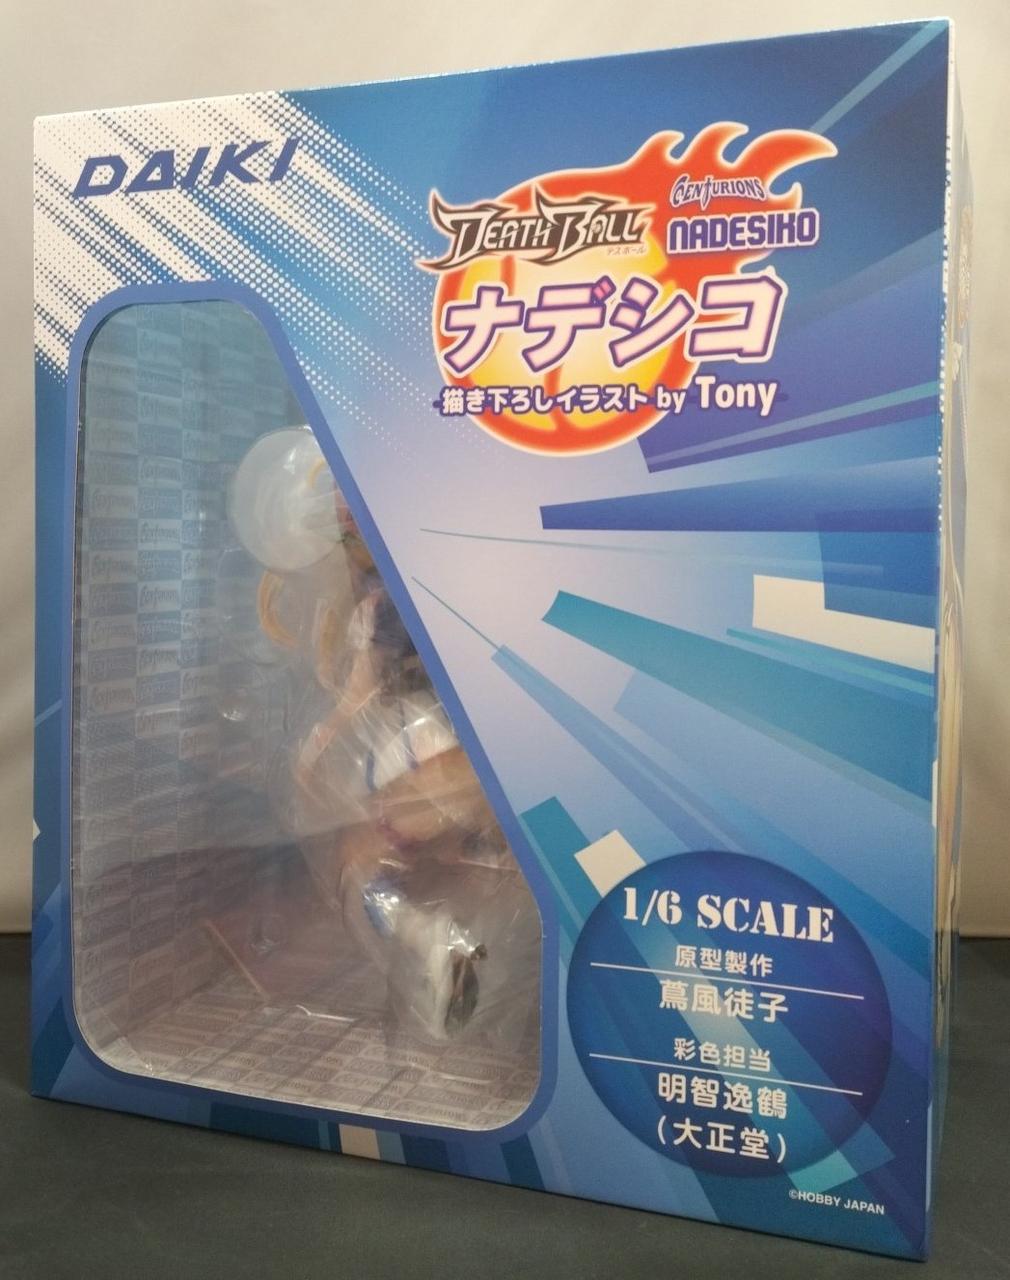 DAIKI
DEATH BALL
デスボール
CENTURIONS
NADESIKO
ナデシコ
描き下ろしイラスト by Tony
1/6 SCALE
原型製作
蔦風徒子
彩色担当
明智逸鶴
(大正堂)
©HOBBY JAPAN